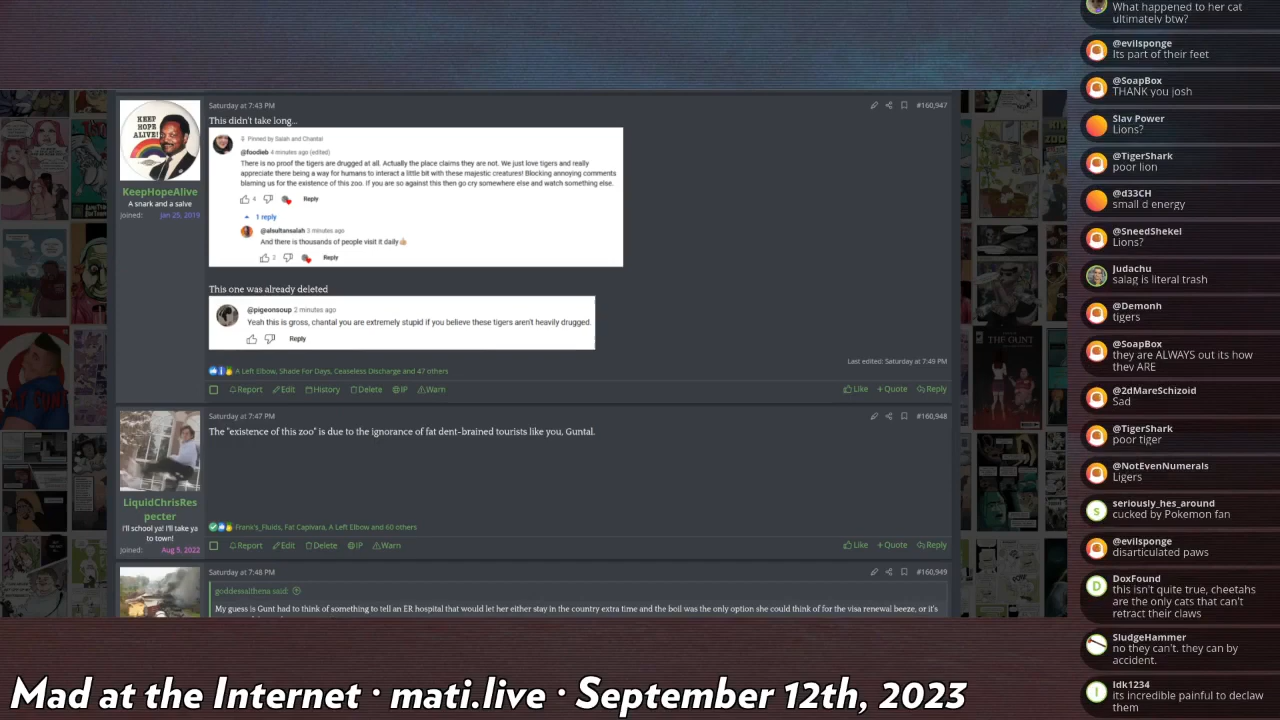 Saturday at 7:43 PM
#160,947
This didn't take long...
KEEP
HOPE
ALIVE!
Pinned by Salah and Chantal
@foodieb 4 minutes ago (edited)
There is no proof the tigers are drugged at all. Actually the place claims they are not. We just love tigers and really
appreciate there being a way for humans to interact a little bit with these majestic creatures! Blocking annoying comments
blaming us for the existence of this zoo. If you are so against this then go cry somewhere else and watch something else.
4 Reply
1 reply
@alsultansalah 3 minutes ago
And there is thousands of people visit it daily👍🏼
2 Reply
KeepHopeAlive
A snark and a salve
Joined: Jan 25, 2019
This one was already deleted
@pigeonsoup 2 minutes ago
Yeah this is gross, chantal you are extremely stupid if you believe these tigers aren't heavily drugged.
Reply
Last edited: Saturday at 7:49 PM
A Left Elbow, Shade For Days, Ceaseless Discharge and 47 others
Report Edit History Delete IP Warn
Like + Quote Reply
Saturday at 7:47 PM
#160,948
The "existence of this zoo" is due to the ignorance of fat dent-brained tourists like you, Guntal.
LiquidChrisRes
pecter
I'll school ya! I'll take ya
to town!
Joined: Aug 5, 2022
Frank's_Fluids, Fat Capivara, A Left Elbow and 60 others
Report Edit Delete IP Warn
Like + Quote Reply
Saturday at 7:48 PM
#160,949
goddessalthena said:
My guess is Gunt had to think of something to tell an ER hospital that would let her either stay in the country extra time and the boil was the only option she could think of for the visa renewal beeze, or it's
THE GUNT
What happened to her cat
ultimately btw?
@evilsponge
Its part of their feet
@SoapBox
THANK you josh
Slav Power
Lions?
@TigerShark
poor lion
@033CH
small d energy
@SneedShekel
Lions?
Judachu
salag is literal trash
@Demonh
tigers
@SoapBox
they are ALWAYS out its how
they ARE
@2dMareSchizoid
Sad
@TigerShark
poor tiger
@NotEvenNumerals
Ligers
seriously_hes_around
cucked by Pokemon fan
@evilsponge
disarticulated paws
DoxFound
this isn't quite true, cheetahs
are the only cats that can't
retract their claws
SludgeHammer
no they can't. they can by
accident.
Idk1234
Its incredible painful to declaw
them
Mad at the Internet · mati.live · September 12th, 2023